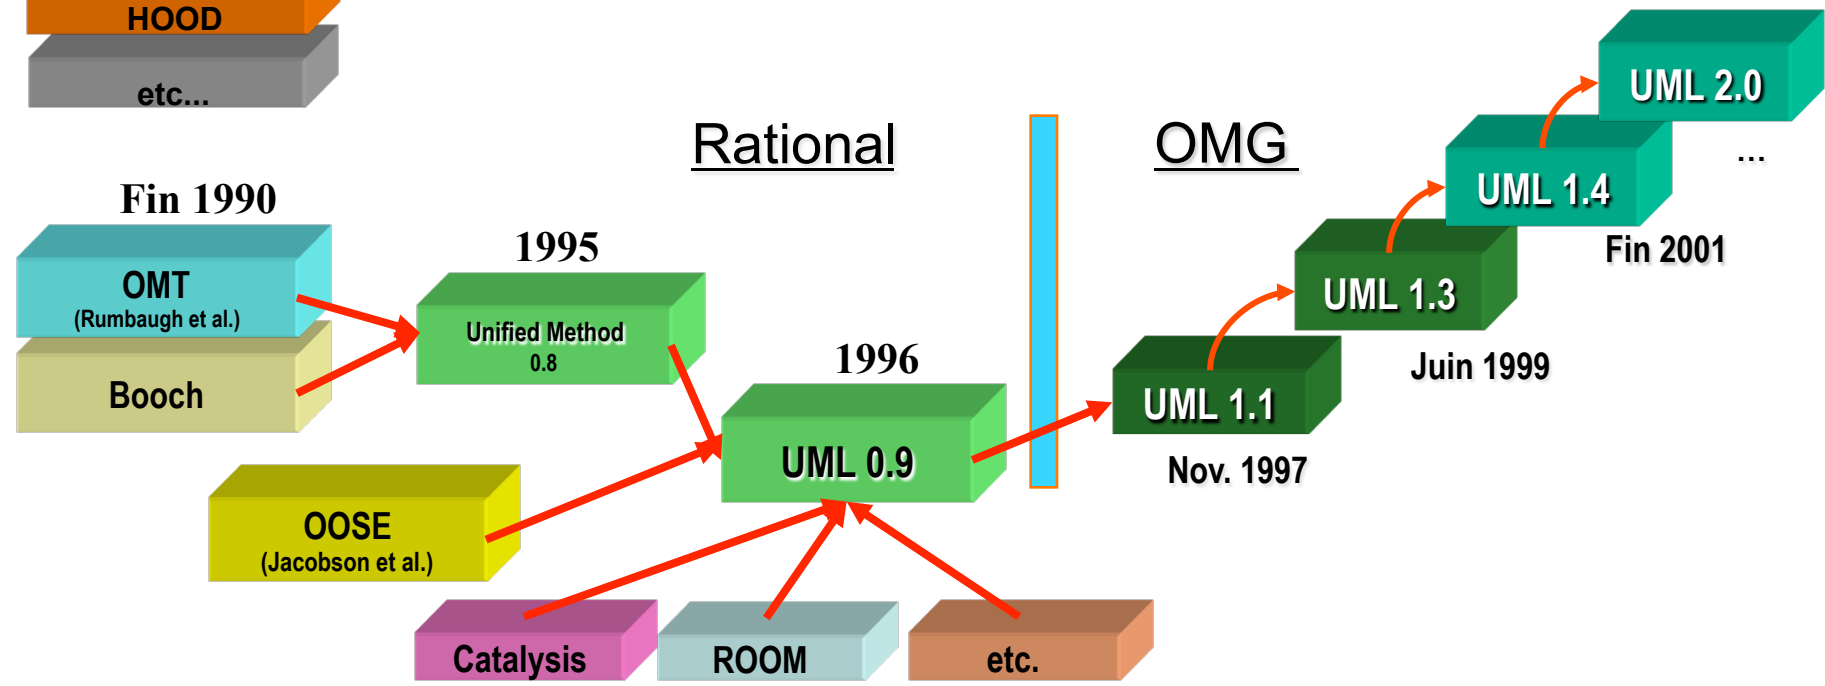 HOOD
etc...
Rational
OMG
UML 2.0
...
UML 1.4
Fin 2001
UML 1.3
Juin 1999
UML 1.1
Nov. 1997
Fin 1990
OMT
(Rumbaugh et al.)
Booch
1995
Unified Method
0.8
1996
UML 0.9
OOSE
(Jacobson et al.)
Catalysis
ROOM
etc.